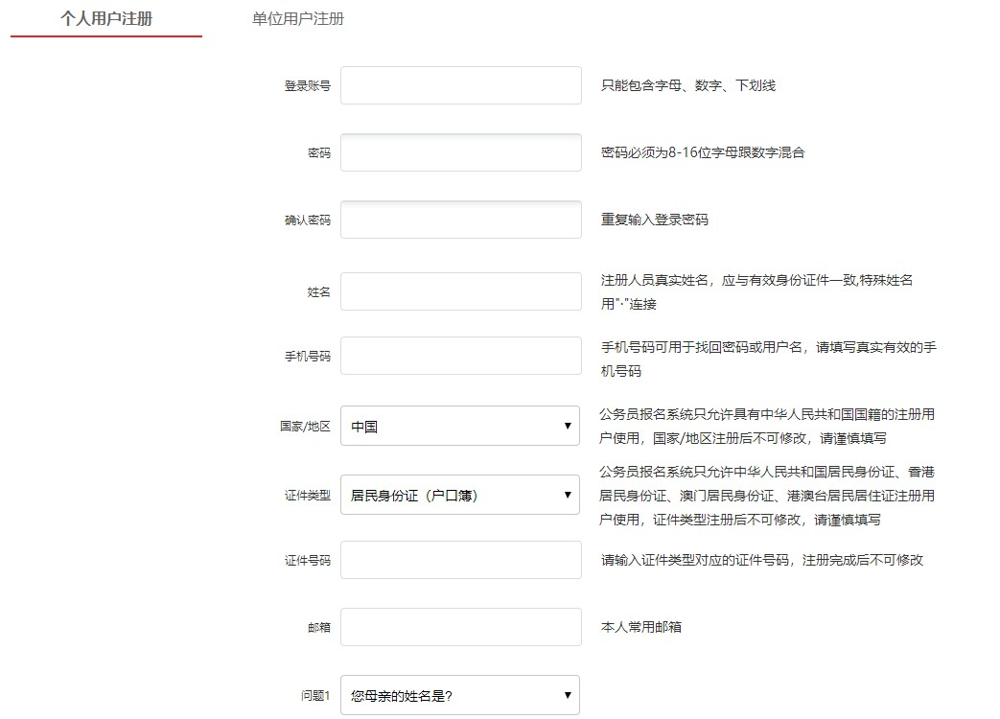 个人用户注册 单位用户注册
登录账号 只能包含字母、数字、下划线
密码 密码必须为8-16位字母跟数字混合
确认密码 重复输入登录密码
姓名 注册人员真实姓名，应与有效身份证件一致,特殊姓名
用"·"连接
手机号码 手机号码可用于找回密码或用户名，请填写真实有效的手
机号码
国家/地区 中国 公务员报名系统只允许具有中华人民共和国国籍的注册用
户使用，国家/地区注册后不可修改，请谨慎填写
证件类型 居民身份证（户口簿） 公务员报名系统只允许中华人民共和国居民身份证、香港
居民身份证、澳门居民身份证、港澳台居民居住证注册用
户使用，证件类型注册后不可修改，请谨慎填写
证件号码 请输入证件类型对应的证件号码，注册完成后不可修改
邮箱 本人常用邮箱
问题1 您母亲的姓名是?